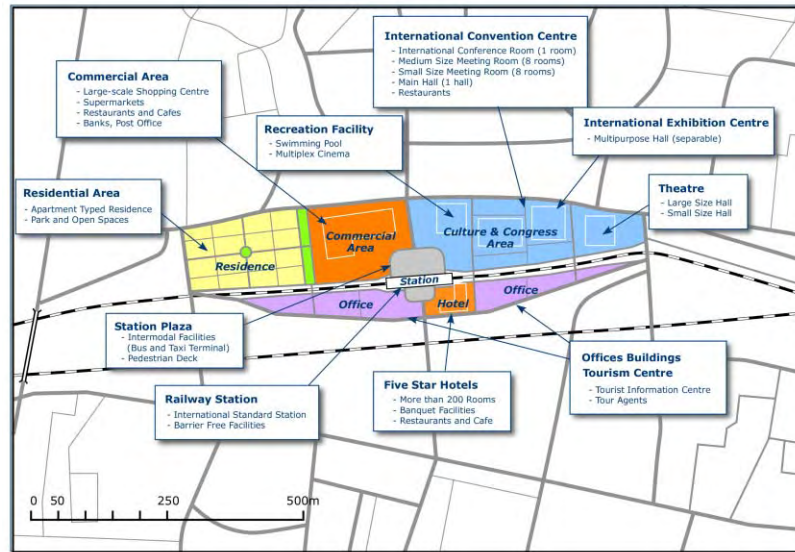 International Convention Centre
- International Conference Room (1 room)
- Medium Size Meeting Room (8 rooms)
- Small Size Meeting Room (8 rooms)
- Main Hall (1 hall)
- Restaurants
Commercial Area
- Large-scale Shopping Centre
- Supermarkets
- Restaurants and Cafes
- Banks, Post Office
Recreation Facility
- Swimming Pool
- Multiplex Cinema
International Exhibition Centre
- Multipurpose Hall (separable)
Residential Area
- Apartment Typed Residence
- Park and Open Spaces
Theatre
- Large Size Hall
- Small Size Hall
Commercial
Area
Culture & Congress
Area
Residence
Station
Office
Hotel
Office
Station Plaza
- Intermodal Facilities
(Bus and Taxi Terminal)
- Pedestrian Deck
Railway Station
- International Standard Station
- Barrier Free Facilities
Five Star Hotels
- More than 200 Rooms
- Banquet Facilities
- Restaurants and Cafe
Offices Buildings
Tourism Centre
- Tourist Information Centre
- Tour Agents
0 50 250 500m